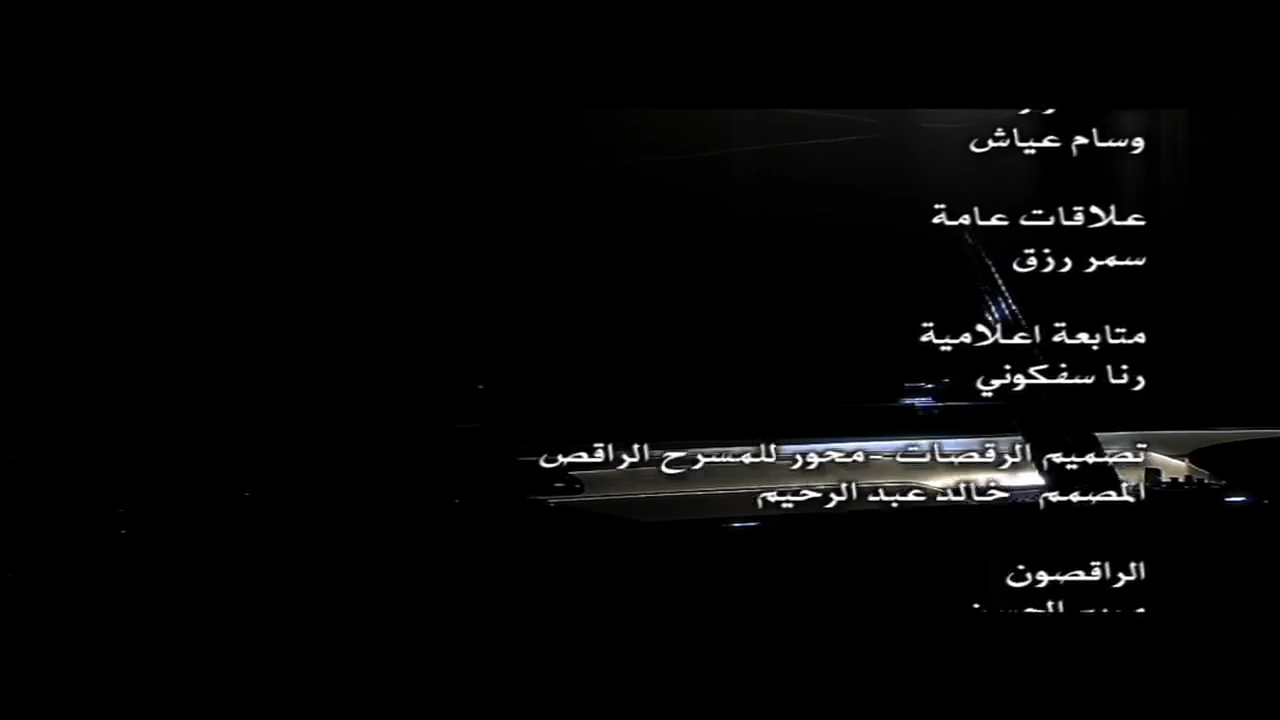 وسام عياش
علاقات عامة
سمر رزق
متابعة اعلامية
رنا سفكوني
تصميم الرقصات - محور للمسرح الراقص
المصمم خالد عبد الرحيم
الراقصون